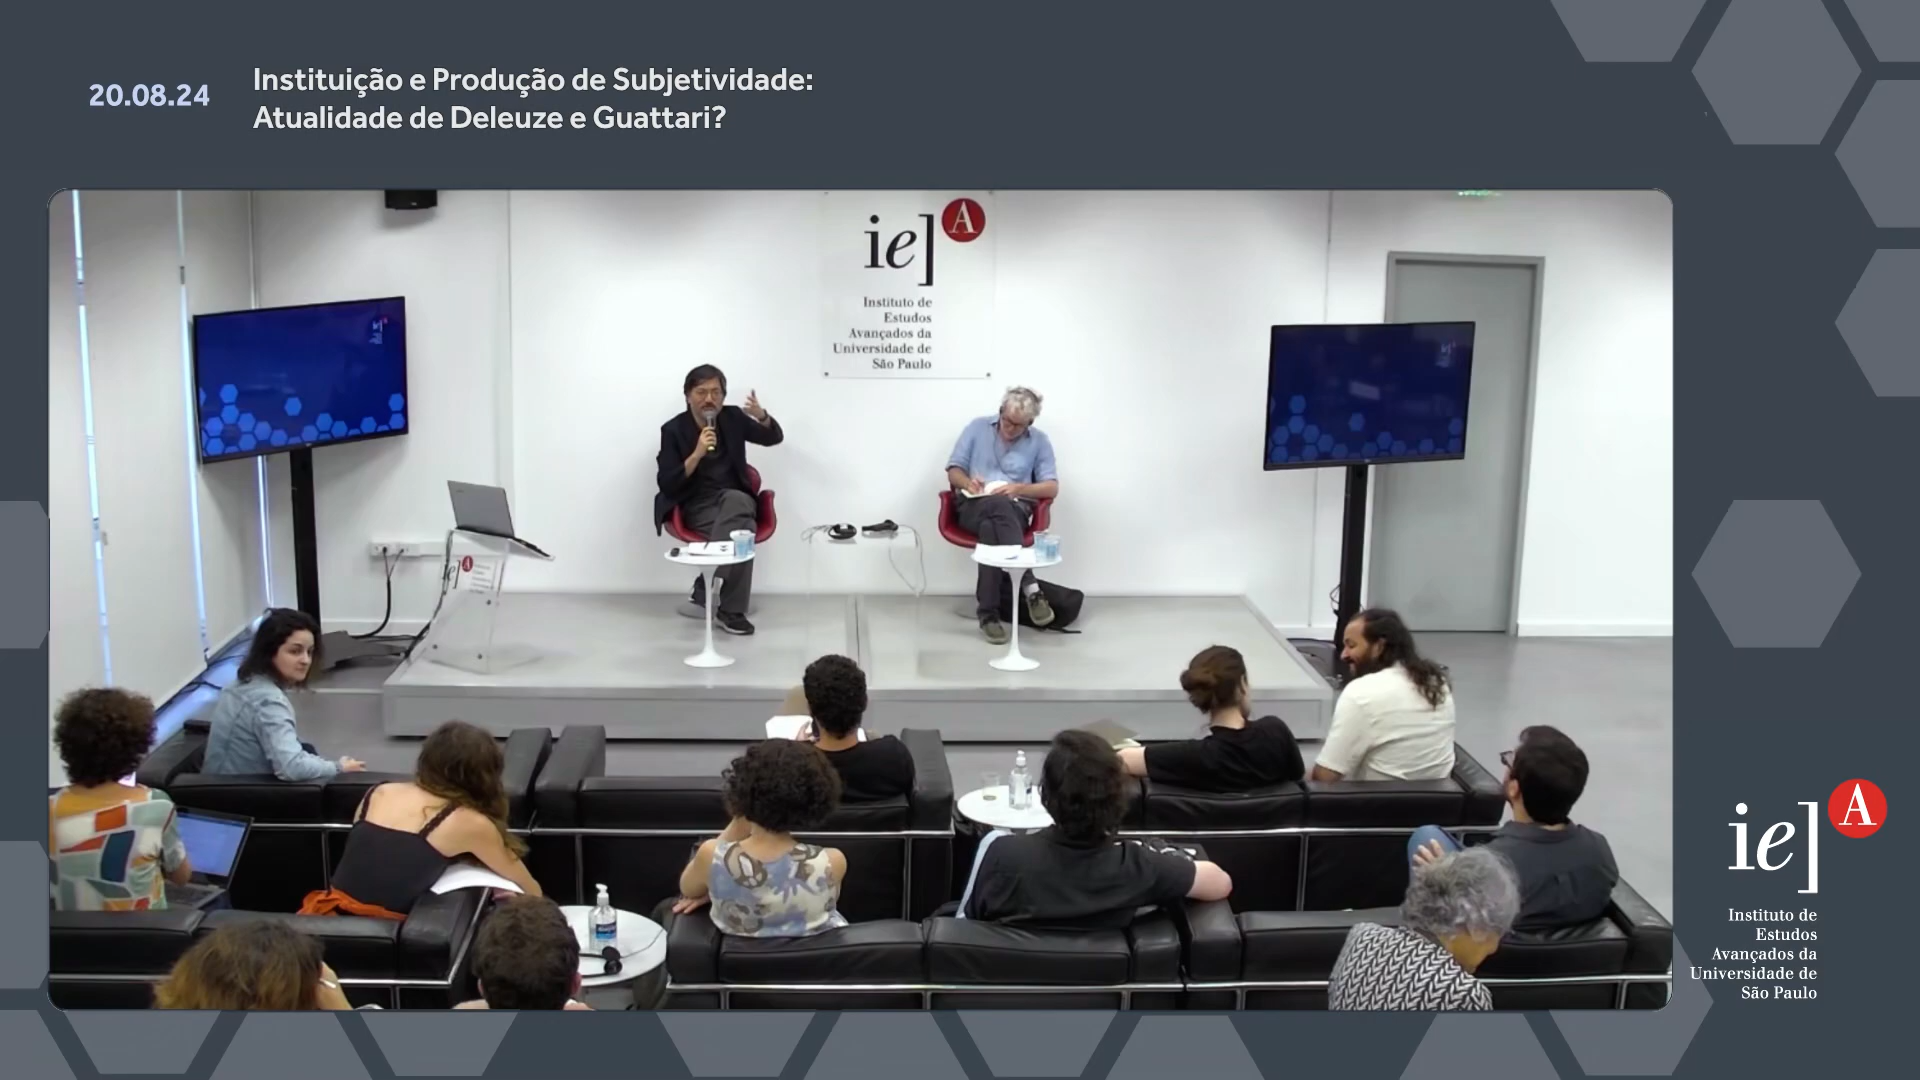 20.08.24
Instituição e Produção de Subjetividade:
Atualidade de Deleuze e Guattari?
ie] A
Instituto de
Estudos
Avançados da
Universidade de
São Paulo
ie] A
Instituto de
Estudos
Avançados da
Universidade de
São Paulo